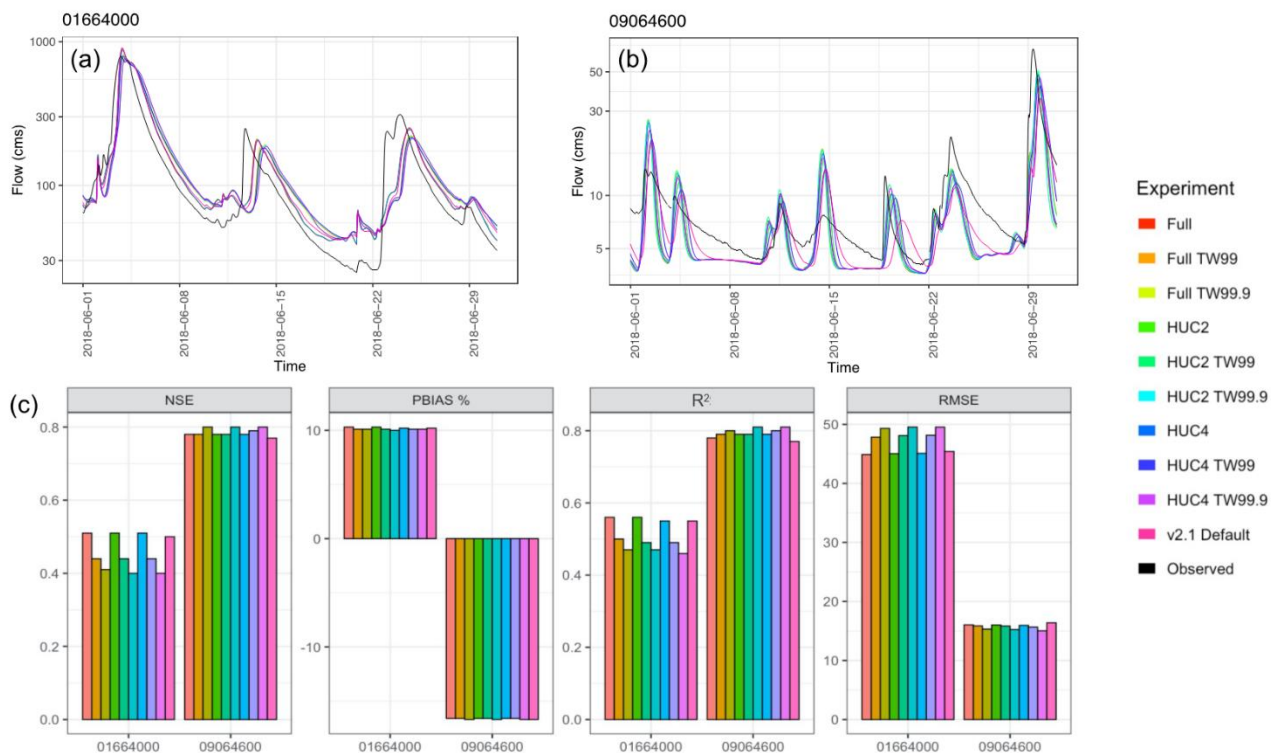 01664000
(a)
1000
300
100
30
Flow (cms)
2018-06-01
2018-06-08
2018-06-15
2018-06-22
2018-06-29
Time
09064600
(b)
50
30
10
5
Flow (cms)
2018-06-01
2018-06-08
2018-06-15
2018-06-22
2018-06-29
Time
Experiment
Full
Full TW99
Full TW99.9
HUC2
HUC2 TW99
HUC2 TW99.9
HUC4
HUC4 TW99
HUC4 TW99.9
v2.1 Default
Observed
(c)
NSE
0.8
0.6
0.4
0.2
0.0
01664000 09064600
PBIAS %
10
0
-10
01664000 09064600
R²
0.8
0.6
0.4
0.2
0.0
01664000 09064600
RMSE
50
40
30
20
10
0
01664000 09064600